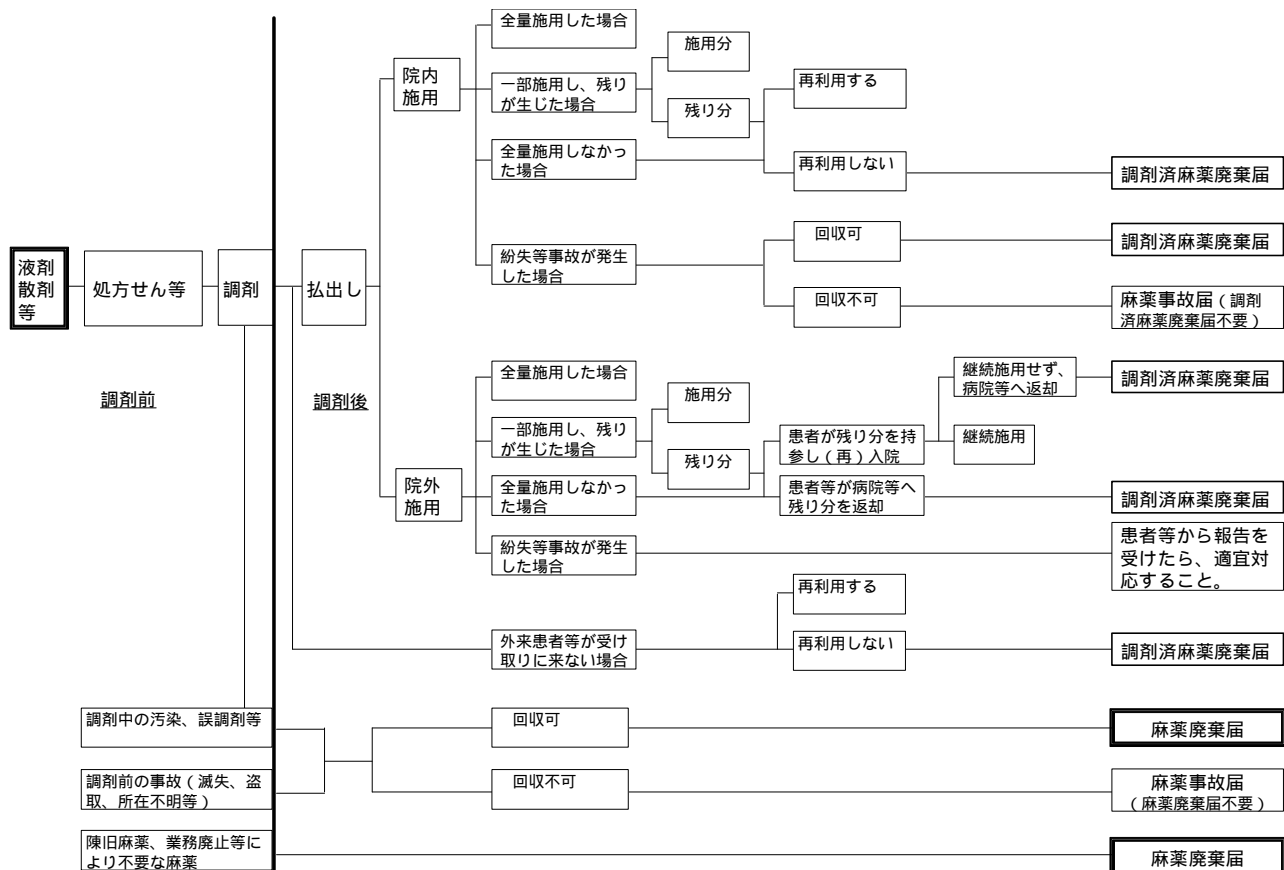 全量施用した場合
施用分
院内
施用
一部施用し、残り
が生じた場合
再利用する
残り分
全量施用しなかっ
た場合
再利用しない
調剤済麻薬廃棄届
回収可
調剤済麻薬廃棄届
紛失等事故が発生
した場合
液剤
散剤
等
処方せん等
調剤
払出し
回収不可
麻薬事故届(調剤
済麻薬廃棄届不要)
調剤前
調剤後
全量施用した場合
施用分
継続施用せず、
病院等へ返却
調剤済麻薬廃棄届
一部施用し、残り
が生じた場合
残り分
患者が残り分を持
参し(再)入院
継続施用
院外
施用
全量施用しなかっ
た場合
患者等が病院等へ
残り分を返却
調剤済麻薬廃棄届
紛失等事故が発生
した場合
患者等から報告を
受けたら、適宜対
応すること。
再利用する
外来患者等が受け
取りに来ない場合
再利用しない
調剤済麻薬廃棄届
調剤中の汚染、誤調剤等
回収可
麻薬廃棄届
調剤前の事故(滅失、盗
取、所在不明等)
回収不可
麻薬事故届
(麻薬廃棄届不要)
陳旧麻薬、業務廃止等に
より不要な麻薬
麻薬廃棄届